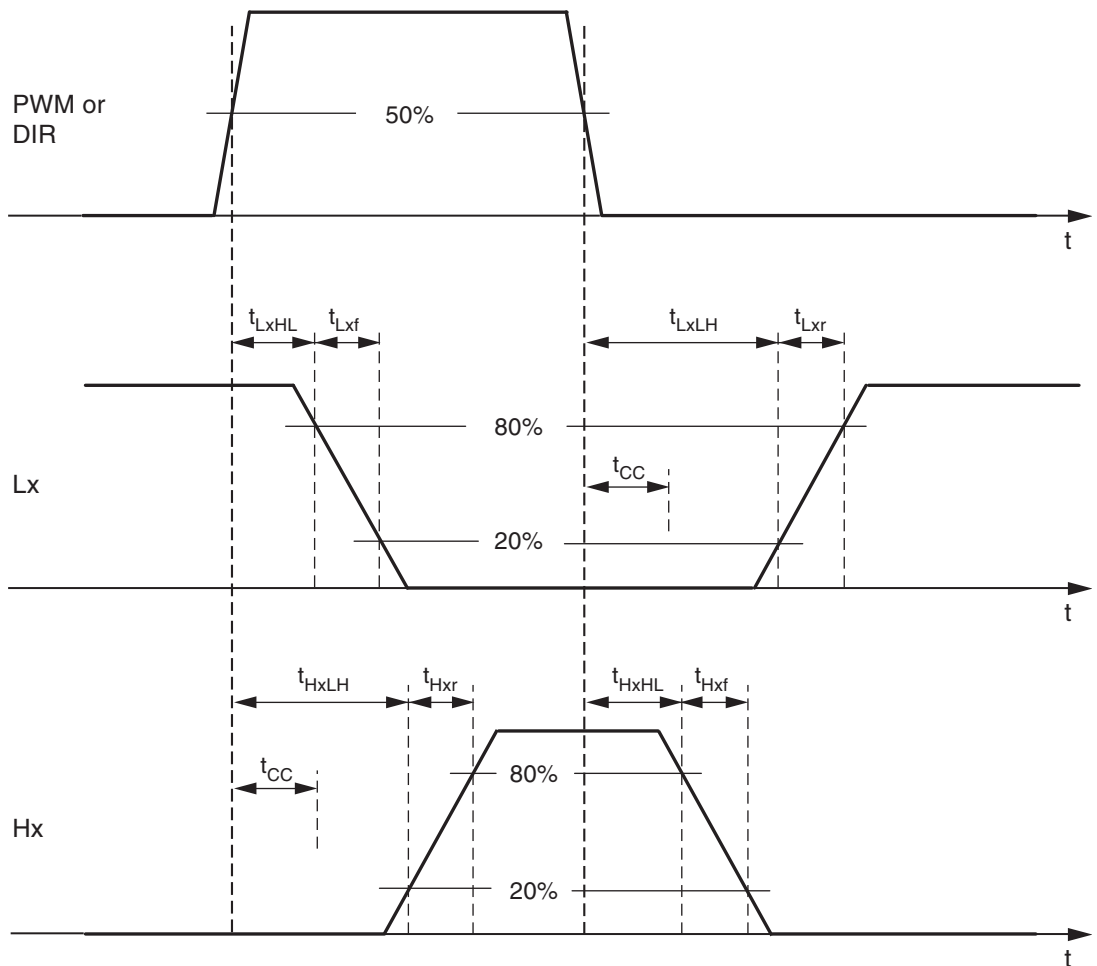 PWM or
DIR
50%
t
tLxHL
tLxf
tLxLH
tLxr
80%
tCC
Lx
20%
t
tHxLH
tHxr
tHxHL
tHxf
tCC
80%
Hx
20%
t